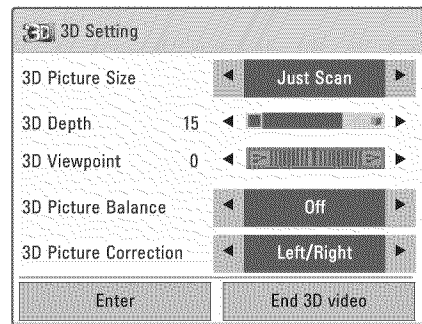 3D 3D Setting
3D Picture Size Just Scan
3D Depth 15
3D Viewpoint 0
3D Picture Balance Off
3D Picture Correction Left/Right
Enter End 3D video